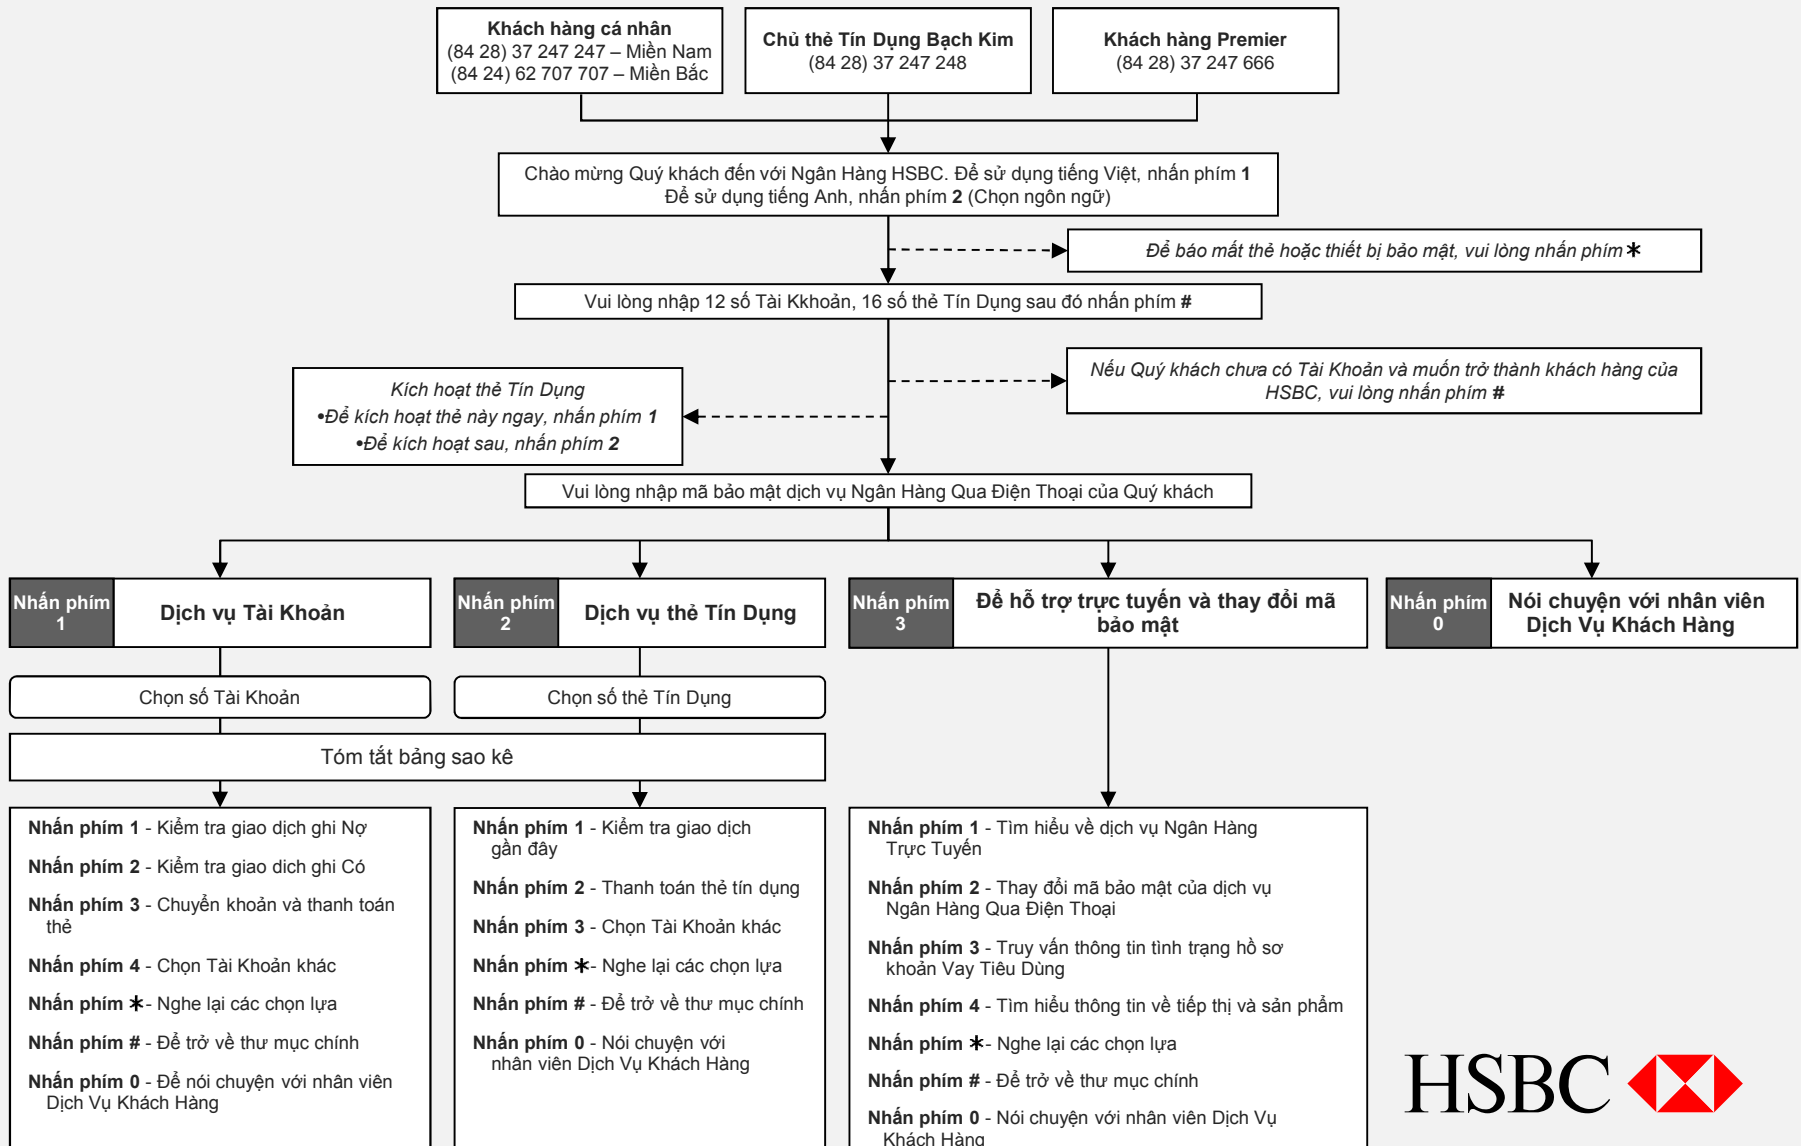 Khách hàng cá nhân
(84 28) 37 247 247 – Miền Nam
(84 24) 62 707 707 – Miền Bắc
Chủ thẻ Tín Dụng Bạch Kim
(84 28) 37 247 248
Khách hàng Premier
(84 28) 37 247 666
Chào mừng Quý khách đến với Ngân Hàng HSBC. Để sử dụng tiếng Việt, nhấn phím 1
Để sử dụng tiếng Anh, nhấn phím 2 (Chọn ngôn ngữ)
Để báo mất thẻ hoặc thiết bị bảo mật, vui lòng nhấn phím *
Vui lòng nhập 12 số Tài Kkhoản, 16 số thẻ Tín Dụng sau đó nhấn phím #
Nếu Quý khách chưa có Tài Khoản và muốn trở thành khách hàng của
HSBC, vui lòng nhấn phím #
Kích hoạt thẻ Tín Dụng
•Để kích hoạt thẻ này ngay, nhấn phím 1
•Để kích hoạt sau, nhấn phím 2
Vui lòng nhập mã bảo mật dịch vụ Ngân Hàng Qua Điện Thoại của Quý khách
Nhấn phím
1
Dịch vụ Tài Khoản
Nhấn phím
2
Dịch vụ thẻ Tín Dụng
Nhấn phím
3
Để hỗ trợ trực tuyến và thay đổi mã
bảo mật
Nhấn phím
0
Nói chuyện với nhân viên
Dịch Vụ Khách Hàng
Chọn số Tài Khoản
Chọn số thẻ Tín Dụng
Tóm tắt bảng sao kê
Nhấn phím 1 - Kiểm tra giao dịch ghi Nợ
Nhấn phím 2 - Kiểm tra giao dich ghi Có
Nhấn phím 3 - Chuyển khoản và thanh toán
thẻ
Nhấn phím 4 - Chọn Tài Khoản khác
Nhấn phím *- Nghe lại các chọn lựa
Nhấn phím # - Để trở về thư mục chính
Nhấn phím 0 - Để nói chuyện với nhân viên
Dịch Vụ Khách Hàng
Nhấn phím 1 - Kiểm tra giao dịch
gần đây
Nhấn phím 2 - Thanh toán thẻ tín dụng
Nhấn phím 3 - Chọn Tài Khoản khác
Nhấn phím *- Nghe lại các chọn lựa
Nhấn phím # - Để trở về thư mục chính
Nhấn phím 0 - Nói chuyện với
nhân viên Dịch Vụ Khách Hàng
Nhấn phím 1 - Tìm hiểu về dịch vụ Ngân Hàng
Trực Tuyến
Nhấn phím 2 - Thay đổi mã bảo mật của dịch vụ
Ngân Hàng Qua Điện Thoại
Nhấn phím 3 - Truy vấn thông tin tình trạng hồ sơ
khoản Vay Tiêu Dùng
Nhấn phím 4 - Tìm hiểu thông tin về tiếp thị và sản phẩm
Nhấn phím *- Nghe lại các chọn lựa
Nhấn phím # - Để trở về thư mục chính
Nhấn phím 0 - Nói chuyện với nhân viên Dịch Vụ
Khách Hàng
HSBC